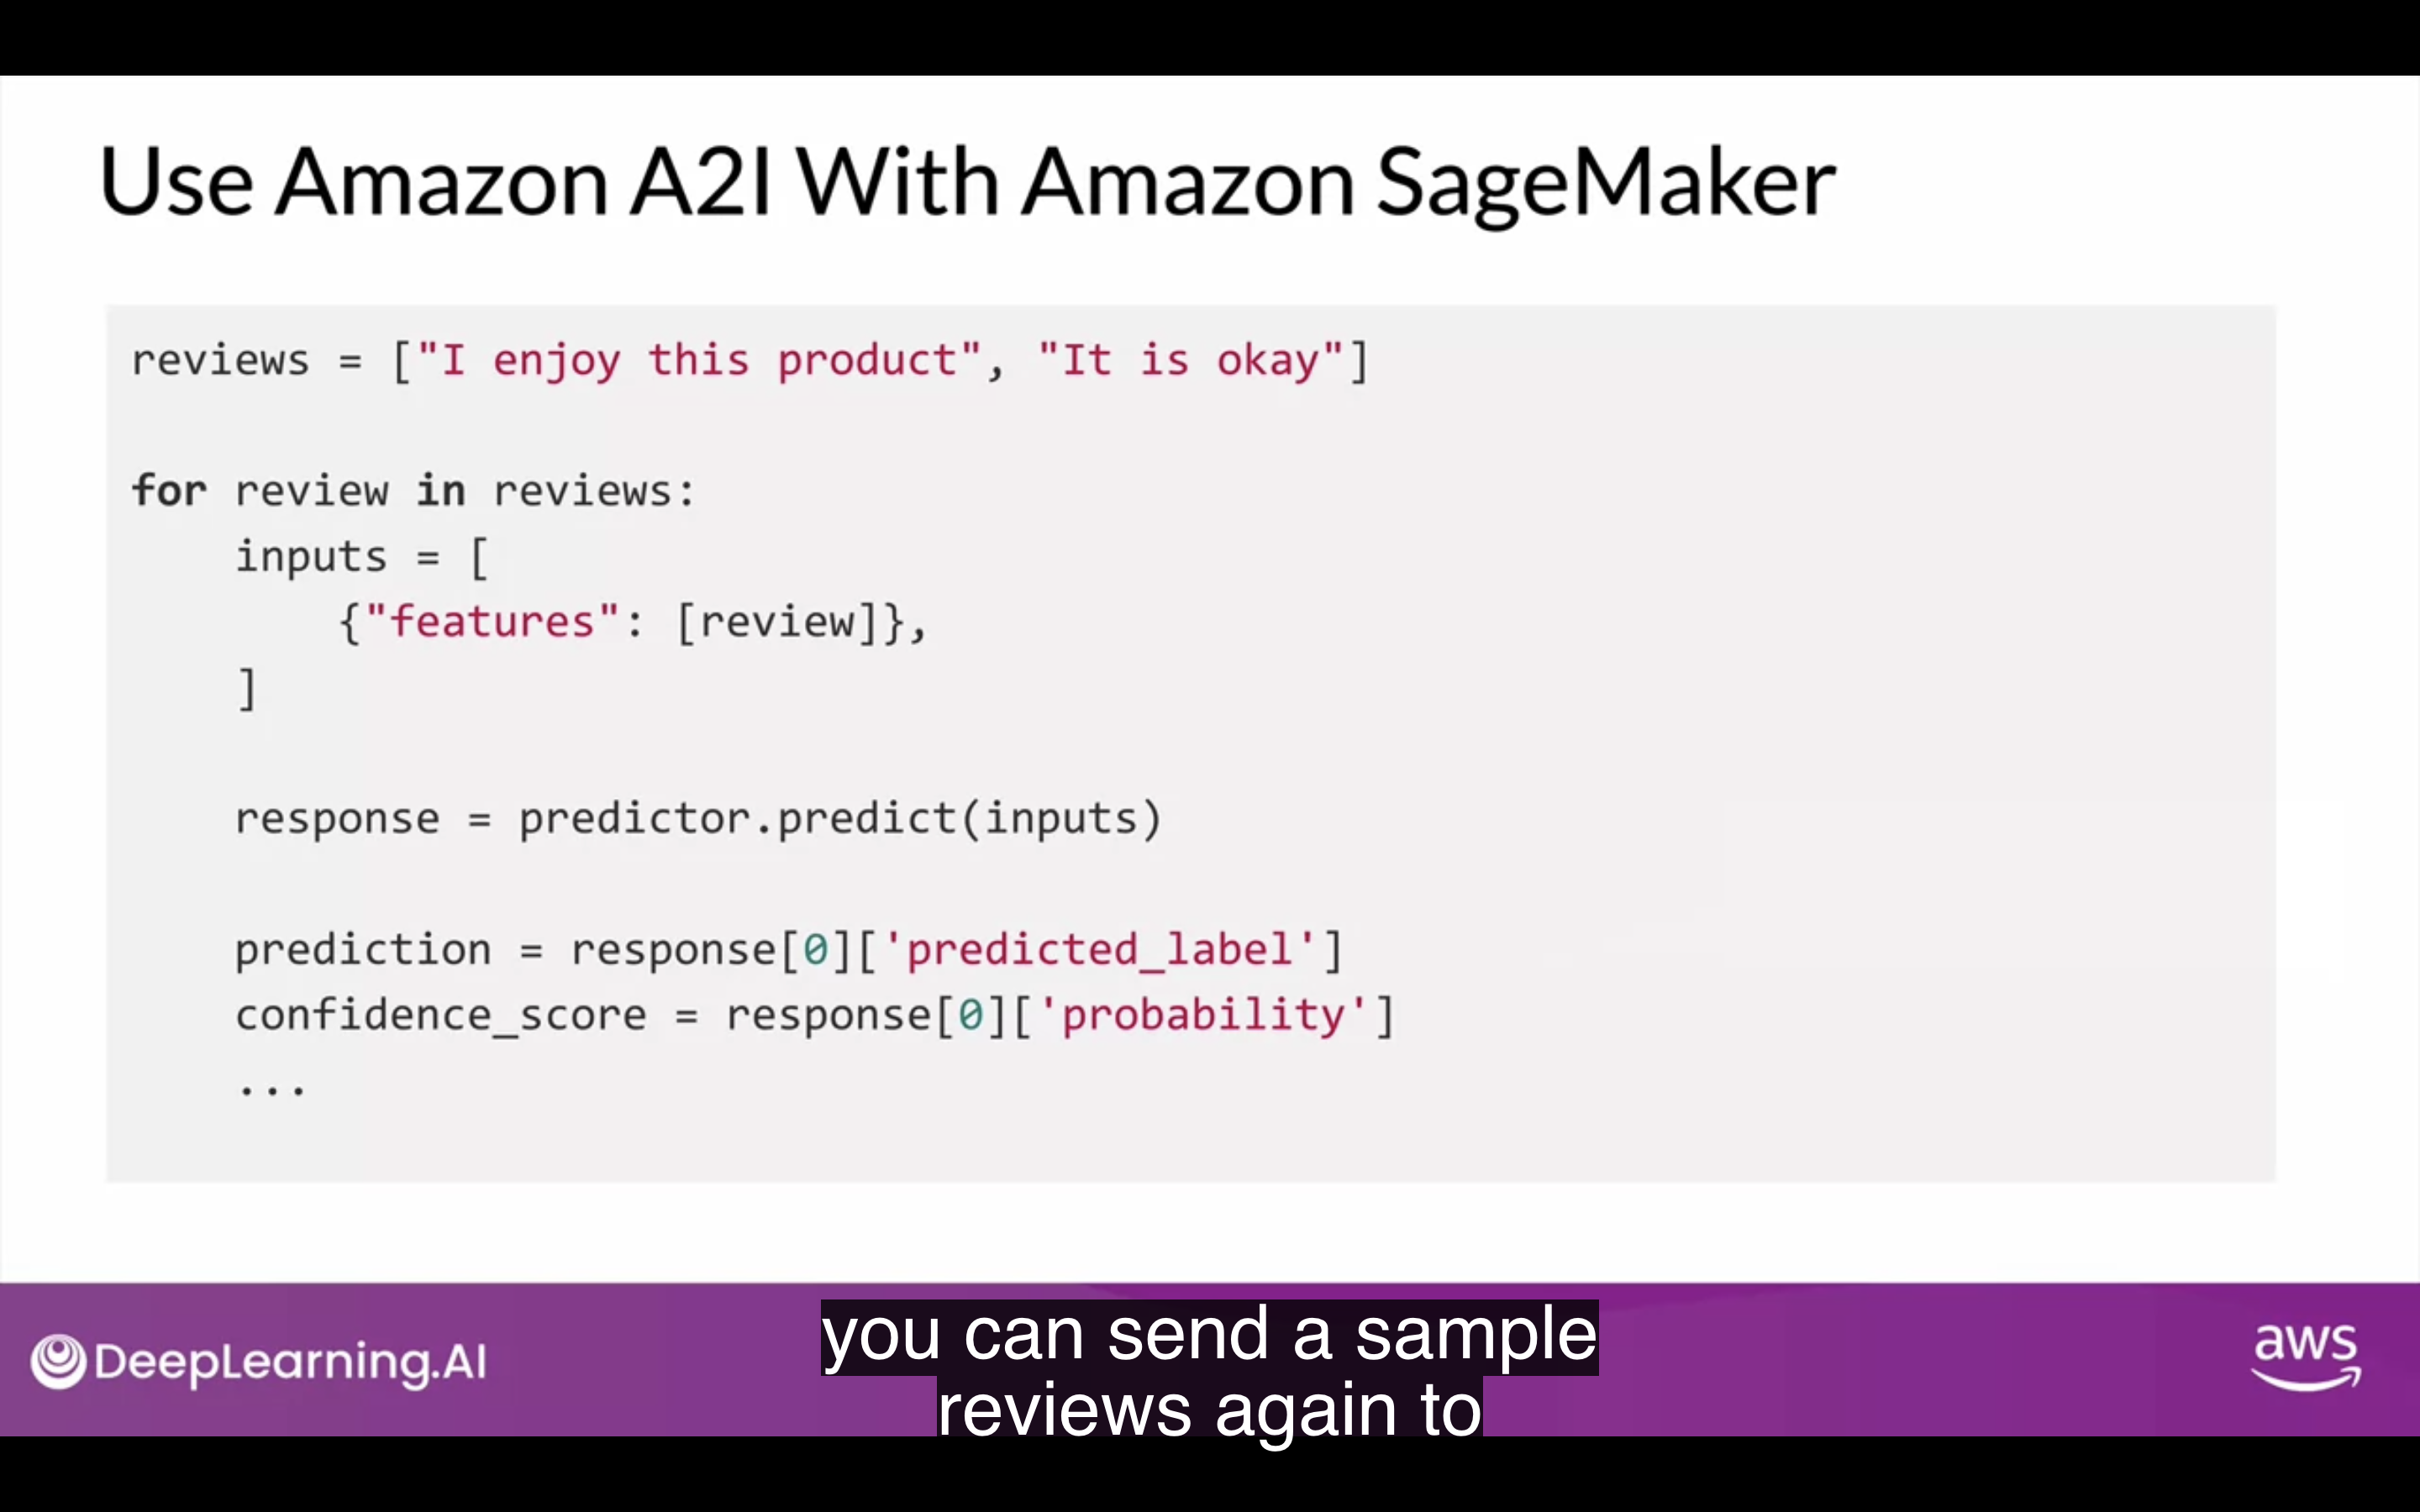 Use Amazon A2I With Amazon SageMaker
reviews = ["I enjoy this product", "It is okay"]
for review in reviews:
    inputs = [
        {"features": [review]},
    ]
    response = predictor.predict(inputs)
    prediction = response[0]['predicted_label']
    confidence_score = response[0]['probability']
    ...
you can send a sample
reviews again to
DeepLearning.AI
aws